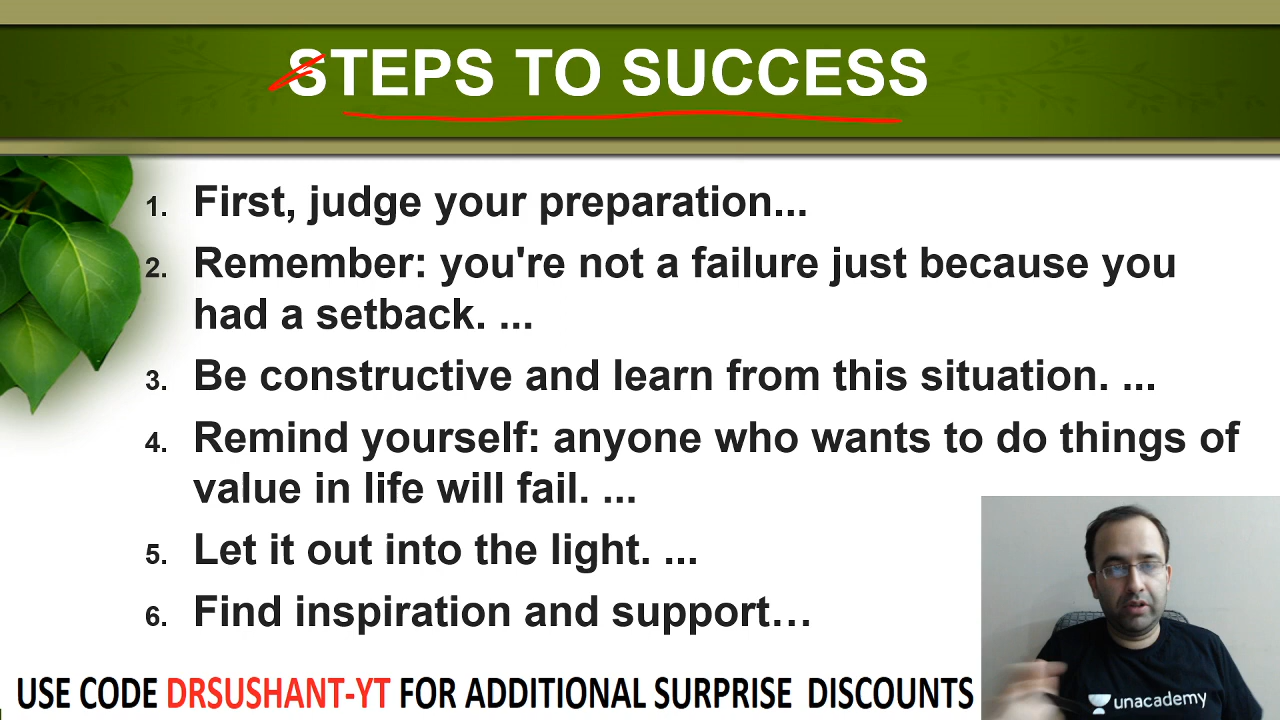 STEPS TO SUCCESS
1. First, judge your preparation...
2. Remember: you're not a failure just because you
had a setback. ...
3. Be constructive and learn from this situation. ...
4. Remind yourself: anyone who wants to do things of
value in life will fail. ...
5. Let it out into the light. ...
6. Find inspiration and support…
USE CODE DRSUSHANT-YT FOR ADDITIONAL SURPRISE DISCOUNTS
unacademy